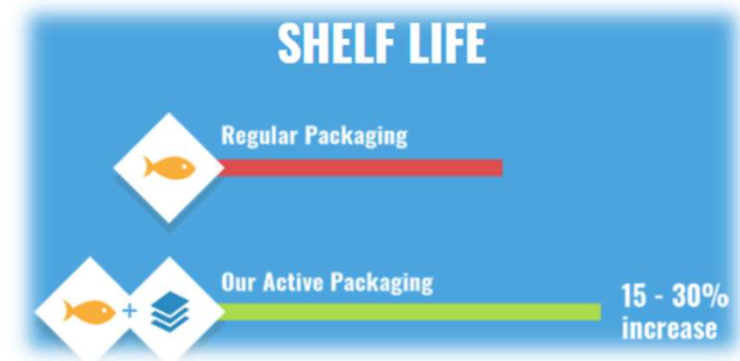 SHELF LIFE
Regular Packaging
+
Our Active Packaging
15 - 30%
increase